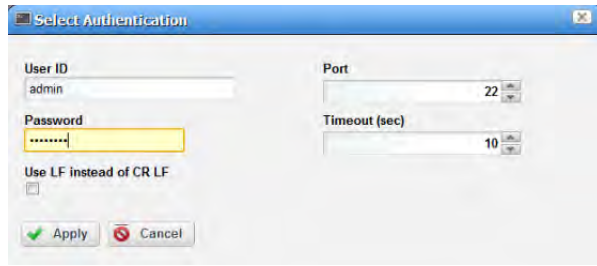 Select Authentication
User ID
Port
admin
22
Password
Timeout (sec)
••••••••
10
Use LF instead of CR LF
Apply
Cancel